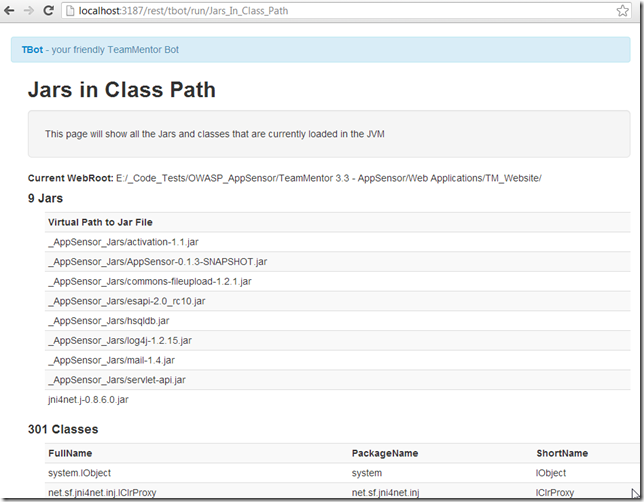 localhost:3187/rest/tbot/run/Jars_In_Class_Path
TBot - your friendly TeamMentor Bot
Jars in Class Path
This page will show all the Jars and classes that are currently loaded in the JVM
Current WebRoot: E:/_Code_Tests/OWASP_AppSensor/TeamMentor 3.3 - AppSensor/Web Applications/TM_Website/
9 Jars
Virtual Path to Jar File
_AppSensor_Jars/activation-1.1.jar
_AppSensor_Jars/AppSensor-0.1.3-SNAPSHOT.jar
_AppSensor_Jars/commons-fileupload-1.2.1.jar
_AppSensor_Jars/esapi-2.0_rc10.jar
_AppSensor_Jars/hsqldb.jar
_AppSensor_Jars/log4j-1.2.15.jar
_AppSensor_Jars/mail-1.4.jar
_AppSensor_Jars/servlet-api.jar
jni4net.j-0.8.6.0.jar
301 Classes
FullName PackageName ShortName
system.IObject system IObject
net.sf.jni4net.inj.IClrProxy net.sf.jni4net.inj IClrProxy